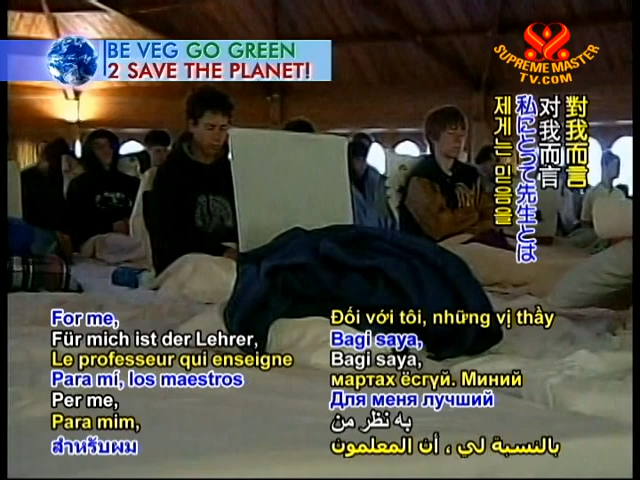 BE VEG GO GREEN
2 SAVE THE PLANET!
SUPREME MASTER
TV.COM
對我而言
对我而言
私にとって先生とは
제게는 믿음을
For me,
Für mich ist der Lehrer,
Le professeur qui enseigne
Para mí, los maestros
Per me,
Para mim,
สำหรับผม
Đối với tôi, những vị thầy
Bagi saya,
Bagi saya,
мартах ёсгүй. Миний
Для меня лучший
به نظر من
بالنسبة لي ، أن المعلمون